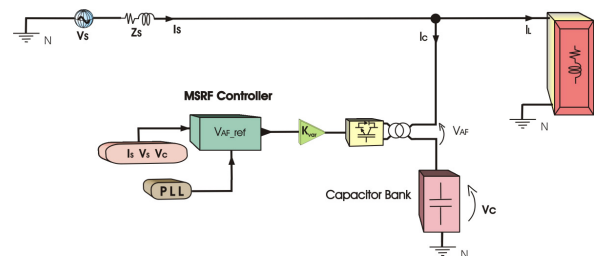 N
Vs
Zs
Is
Ic
IL
MSRF Controller
VAF_ref
Kvar
VAF
N
Is Vs Vc
PLL
Capacitor Bank
Vc
N